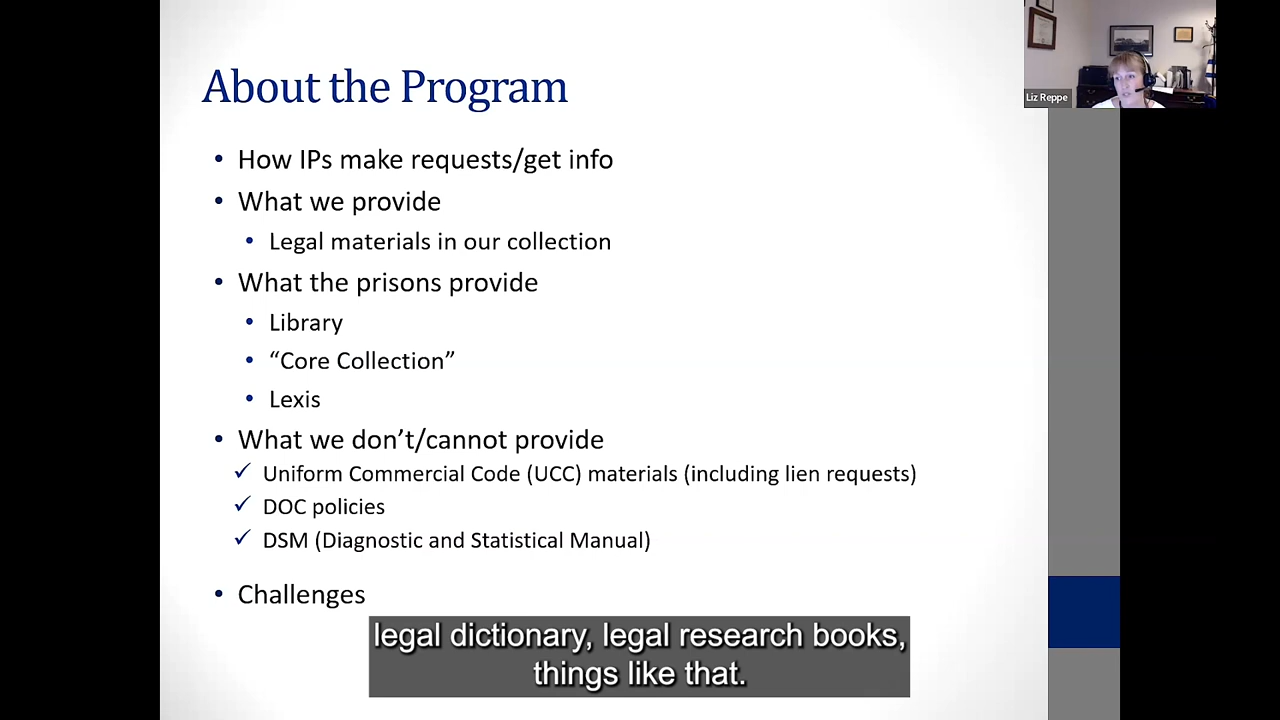 About the Program
Liz Reppe
• How IPs make requests/get info
• What we provide
• Legal materials in our collection
• What the prisons provide
• Library
• “Core Collection”
• Lexis
• What we don’t/cannot provide
✓ Uniform Commercial Code (UCC) materials (including lien requests)
✓ DOC policies
✓ DSM (Diagnostic and Statistical Manual)
• Challenges
legal dictionary, legal research books,
things like that.